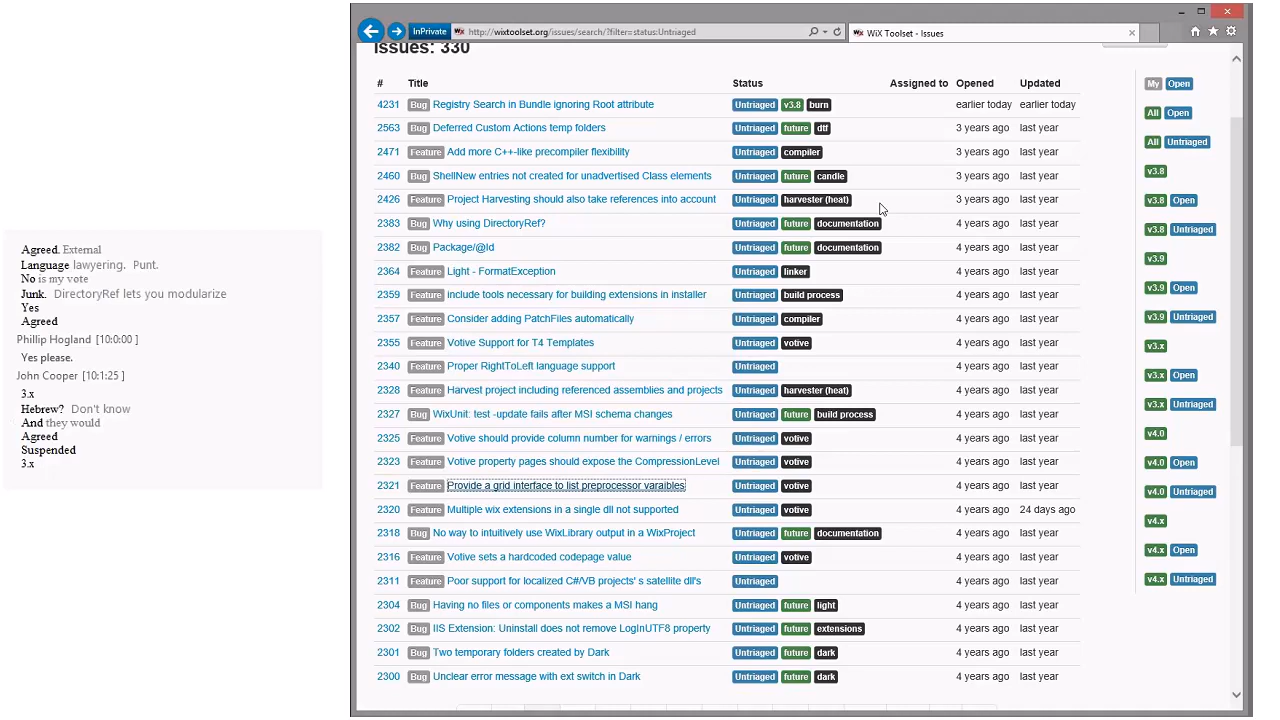 Agreed. External
Language lawyering. Punt.
No is my vote
Junk. DirectoryRef lets you modularize
Yes
Agreed
Phillip Hogland [10:0:00 ]
Yes please.
John Cooper [10:1:25 ]
3.x
Hebrew? Don't know
And they would
Agreed
Suspended
3.x
InPrivate http://wixtoolset.org/issues/search/?filter=status:Untriaged WiX Toolset - Issues
Issues: 330
# Title Status Assigned to Opened Updated
4231 Bug Registry Search in Bundle ignoring Root attribute Untriaged v3.8 burn earlier today earlier today
2563 Bug Deferred Custom Actions temp folders Untriaged future dtf 3 years ago last year
2471 Feature Add more C++-like precompiler flexibility Untriaged compiler 3 years ago last year
2460 Bug ShellNew entries not created for unadvertised Class elements Untriaged future candle 3 years ago last year
2426 Feature Project Harvesting should also take references into account Untriaged harvester (heat) 3 years ago last year
2383 Bug Why using DirectoryRef? Untriaged future documentation 4 years ago last year
2382 Bug Package/@Id Untriaged future documentation 4 years ago last year
2364 Feature Light - FormatException Untriaged linker 4 years ago last year
2359 Feature include tools necessary for building extensions in installer Untriaged build process 4 years ago last year
2357 Feature Consider adding PatchFiles automatically Untriaged compiler 4 years ago last year
2355 Feature Votive Support for T4 Templates Untriaged votive 4 years ago last year
2340 Feature Proper RightToLeft language support Untriaged 4 years ago last year
2328 Feature Harvest project including referenced assemblies and projects Untriaged harvester (heat) 4 years ago last year
2327 Bug WixUnit: test -update fails after MSI schema changes Untriaged future build process 4 years ago last year
2325 Feature Votive should provide column number for warnings / errors Untriaged votive 4 years ago last year
2323 Feature Votive property pages should expose the CompressionLevel Untriaged votive 4 years ago last year
2321 Feature Provide a grid interface to list preprocessor varaibles Untriaged votive 4 years ago last year
2320 Feature Multiple wix extensions in a single dll not supported Untriaged votive 4 years ago 24 days ago
2318 Bug No way to intuitively use WixLibrary output in a WixProject Untriaged future documentation 4 years ago last year
2316 Feature Votive sets a hardcoded codepage value Untriaged votive 4 years ago last year
2311 Feature Poor support for localized C#/VB projects' s satellite dll's Untriaged 4 years ago last year
2304 Bug Having no files or components makes a MSI hang Untriaged future light 4 years ago last year
2302 Bug IIS Extension: Uninstall does not remove LogInUTF8 property Untriaged future extensions 4 years ago last year
2301 Bug Two temporary folders created by Dark Untriaged future dark 4 years ago last year
2300 Bug Unclear error message with ext switch in Dark Untriaged future dark 4 years ago last year
My Open
All Open
All Untriaged
v3.8
v3.8 Open
v3.8 Untriaged
v3.9
v3.9 Open
v3.9 Untriaged
v3.x
v3.x Open
v3.x Untriaged
v4.0
v4.0 Open
v4.0 Untriaged
v4.x
v4.x Open
v4.x Untriaged